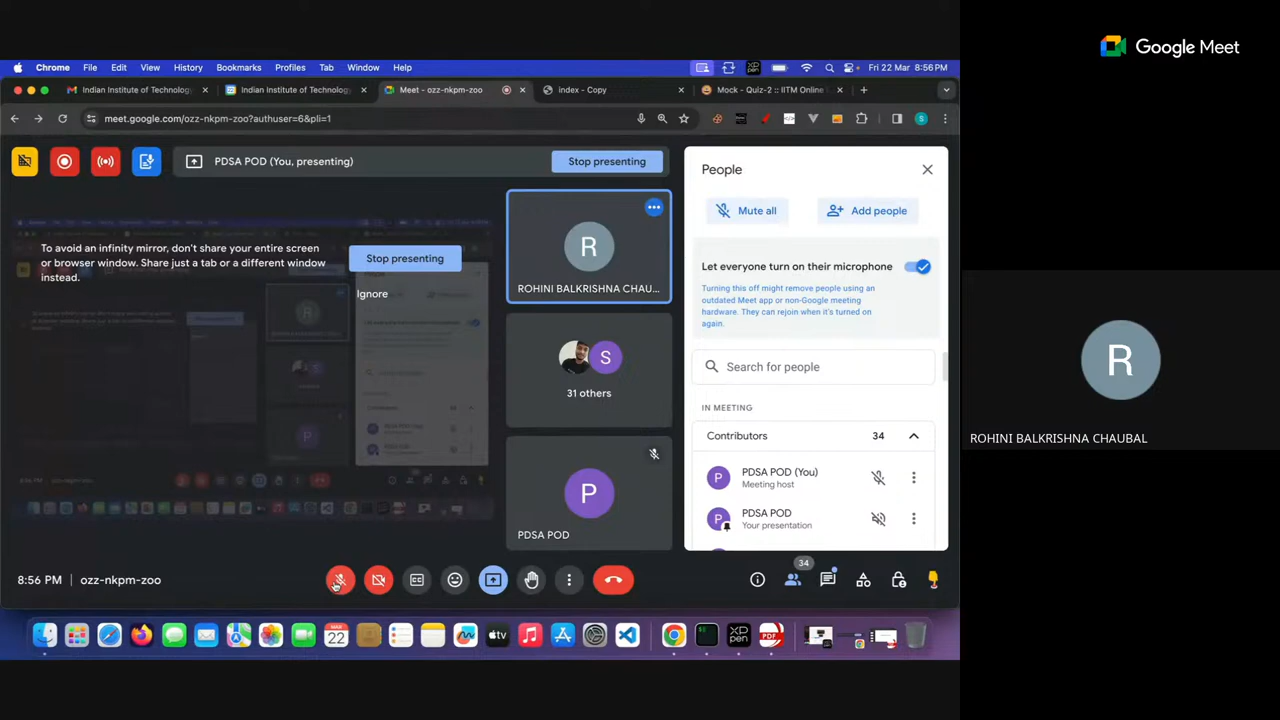 Google Meet
Chrome File Edit View History Bookmarks Profiles Tab Window Help
Fri 22 Mar 8:56 PM
Indian Institute of Technology
Indian Institute of Technology
Meet - ozz-nkpm-zoo
index - Copy
Mock - Quiz-2 :: IITM Online
meet.google.com/ozz-nkpm-zoo?authuser=6&pli=1
S
PDSA POD (You, presenting)
Stop presenting
To avoid an infinity mirror, don't share your entire screen
or browser window. Share just a tab or a different window
instead.
Stop presenting
Ignore
R
ROHINI BALKRISHNA CHAU...
S
31 others
P
PDSA POD
People
Mute all
Add people
Let everyone turn on their microphone
Turning this off might remove people using an
outdated Meet app or non-Google meeting
hardware. They can rejoin when it's turned on
again.
Search for people
IN MEETING
Contributors 34
P
PDSA POD (You)
Meeting host
P
PDSA POD
Your presentation
8:56 PM | ozz-nkpm-zoo
34
MAR
22
tv
XP
PEN
PDF
R
ROHINI BALKRISHNA CHAUBAL